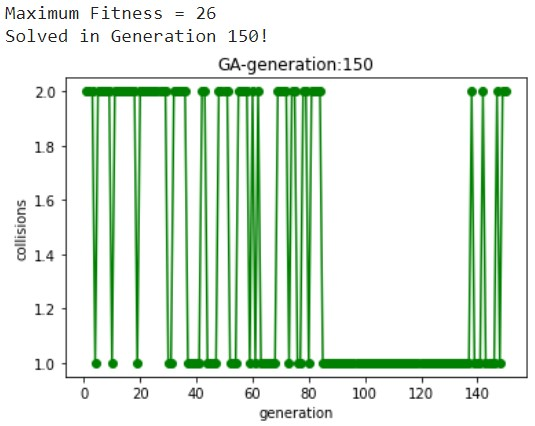 Maximum Fitness = 26
Solved in Generation 150!
GA-generation:150
2.0
1.8
1.6
1.4
1.2
1.0
collisions
0 20 40 60 80 100 120 140
generation